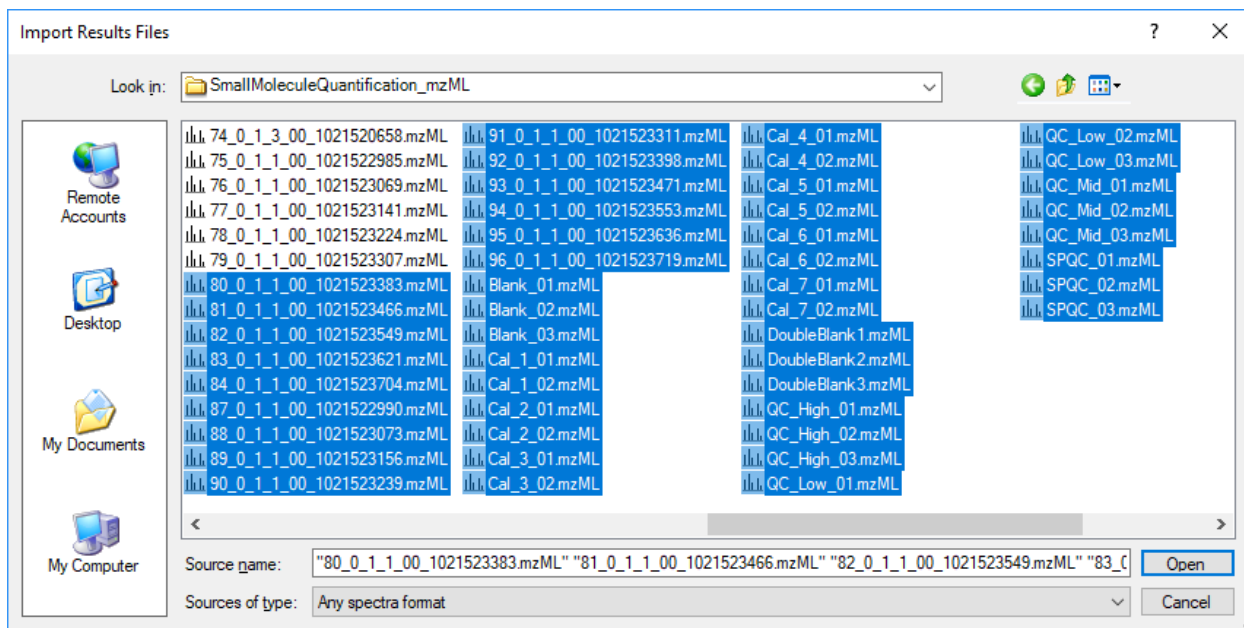 Import Results Files
?
Look in:
SmallMoleculeQuantification_mzML
Remote
Accounts
Desktop
My Documents
My Computer
74_0_1_3_00_1021520658.mzML
75_0_1_1_00_1021522985.mzML
76_0_1_1_00_1021523069.mzML
77_0_1_1_00_1021523141.mzML
78_0_1_1_00_1021523224.mzML
79_0_1_1_00_1021523307.mzML
80_0_1_1_00_1021523383.mzML
81_0_1_1_00_1021523466.mzML
82_0_1_1_00_1021523549.mzML
83_0_1_1_00_1021523621.mzML
84_0_1_1_00_1021523704.mzML
87_0_1_1_00_1021522990.mzML
88_0_1_1_00_1021523073.mzML
89_0_1_1_00_1021523156.mzML
90_0_1_1_00_1021523239.mzML
91_0_1_1_00_1021523311.mzML
92_0_1_1_00_1021523398.mzML
93_0_1_1_00_1021523471.mzML
94_0_1_1_00_1021523553.mzML
95_0_1_1_00_1021523636.mzML
96_0_1_1_00_1021523719.mzML
Blank_01.mzML
Blank_02.mzML
Blank_03.mzML
Cal_1_01.mzML
Cal_1_02.mzML
Cal_2_01.mzML
Cal_2_02.mzML
Cal_3_01.mzML
Cal_3_02.mzML
Cal_4_01.mzML
Cal_4_02.mzML
Cal_5_01.mzML
Cal_5_02.mzML
Cal_6_01.mzML
Cal_6_02.mzML
Cal_7_01.mzML
Cal_7_02.mzML
DoubleBlank1.mzML
DoubleBlank2.mzML
DoubleBlank3.mzML
QC_High_01.mzML
QC_High_02.mzML
QC_High_03.mzML
QC_Low_01.mzML
QC_Low_02.mzML
QC_Low_03.mzML
QC_Mid_01.mzML
QC_Mid_02.mzML
QC_Mid_03.mzML
SPQC_01.mzML
SPQC_02.mzML
SPQC_03.mzML
Source name:
"80_0_1_1_00_1021523383.mzML" "81_0_1_1_00_1021523466.mzML" "82_0_1_1_00_1021523549.mzML" "83_0
Open
Sources of type:
Any spectra format
Cancel